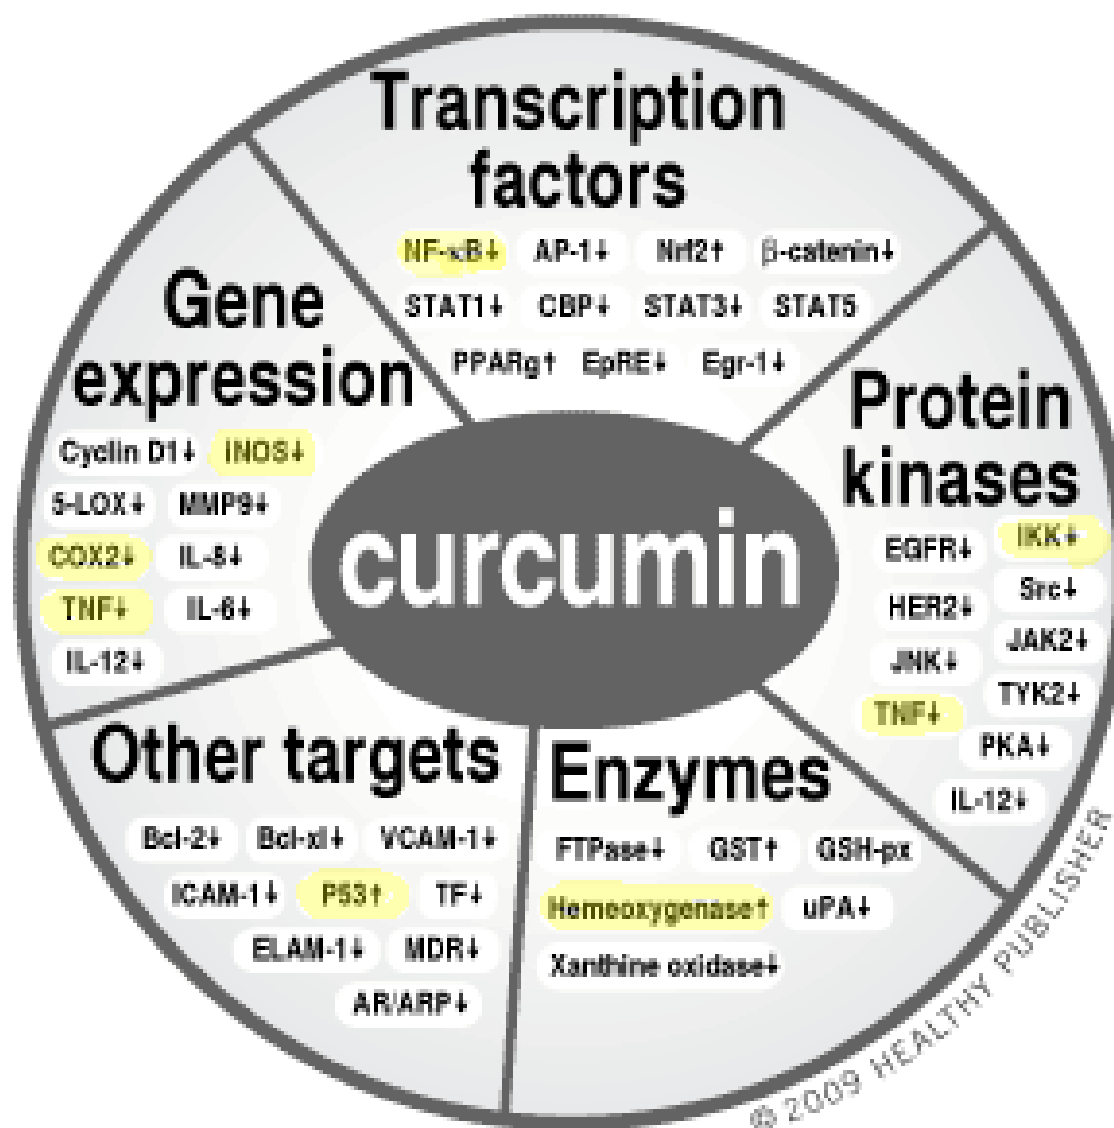 Transcription
factors
NF-κB↓ AP-1↓ Nrf2↑ β-catenin↓
STAT1↓ CBP↓ STAT3↓ STAT5
PPARg↑ EpRE↓ Egr-1↓
Gene
expression
Cyclin D1↓ iNOS↓
5-LOX↓ MMP9↓
COX2↓ IL-8↓
TNF↓ IL-6↓
IL-12↓
curcumin
Protein
kinases
EGFR↓ IKK↓
HER2↓ Src↓
JNK↓ JAK2↓
TNF↓ TYK2↓
PKA↓
IL-12↓
Other targets
Bcl-2↓ Bcl-xl↓ VCAM-1↓
ICAM-1↓ P53↑ TF↓
ELAM-1↓ MDR↓
AR/ARP↓
Enzymes
FTPase↓ GST↑ GSH-px
Hemeoxygenase↑ uPA↓
Xanthine oxidase↓
© 2009 HEALTHY PUBLISHER